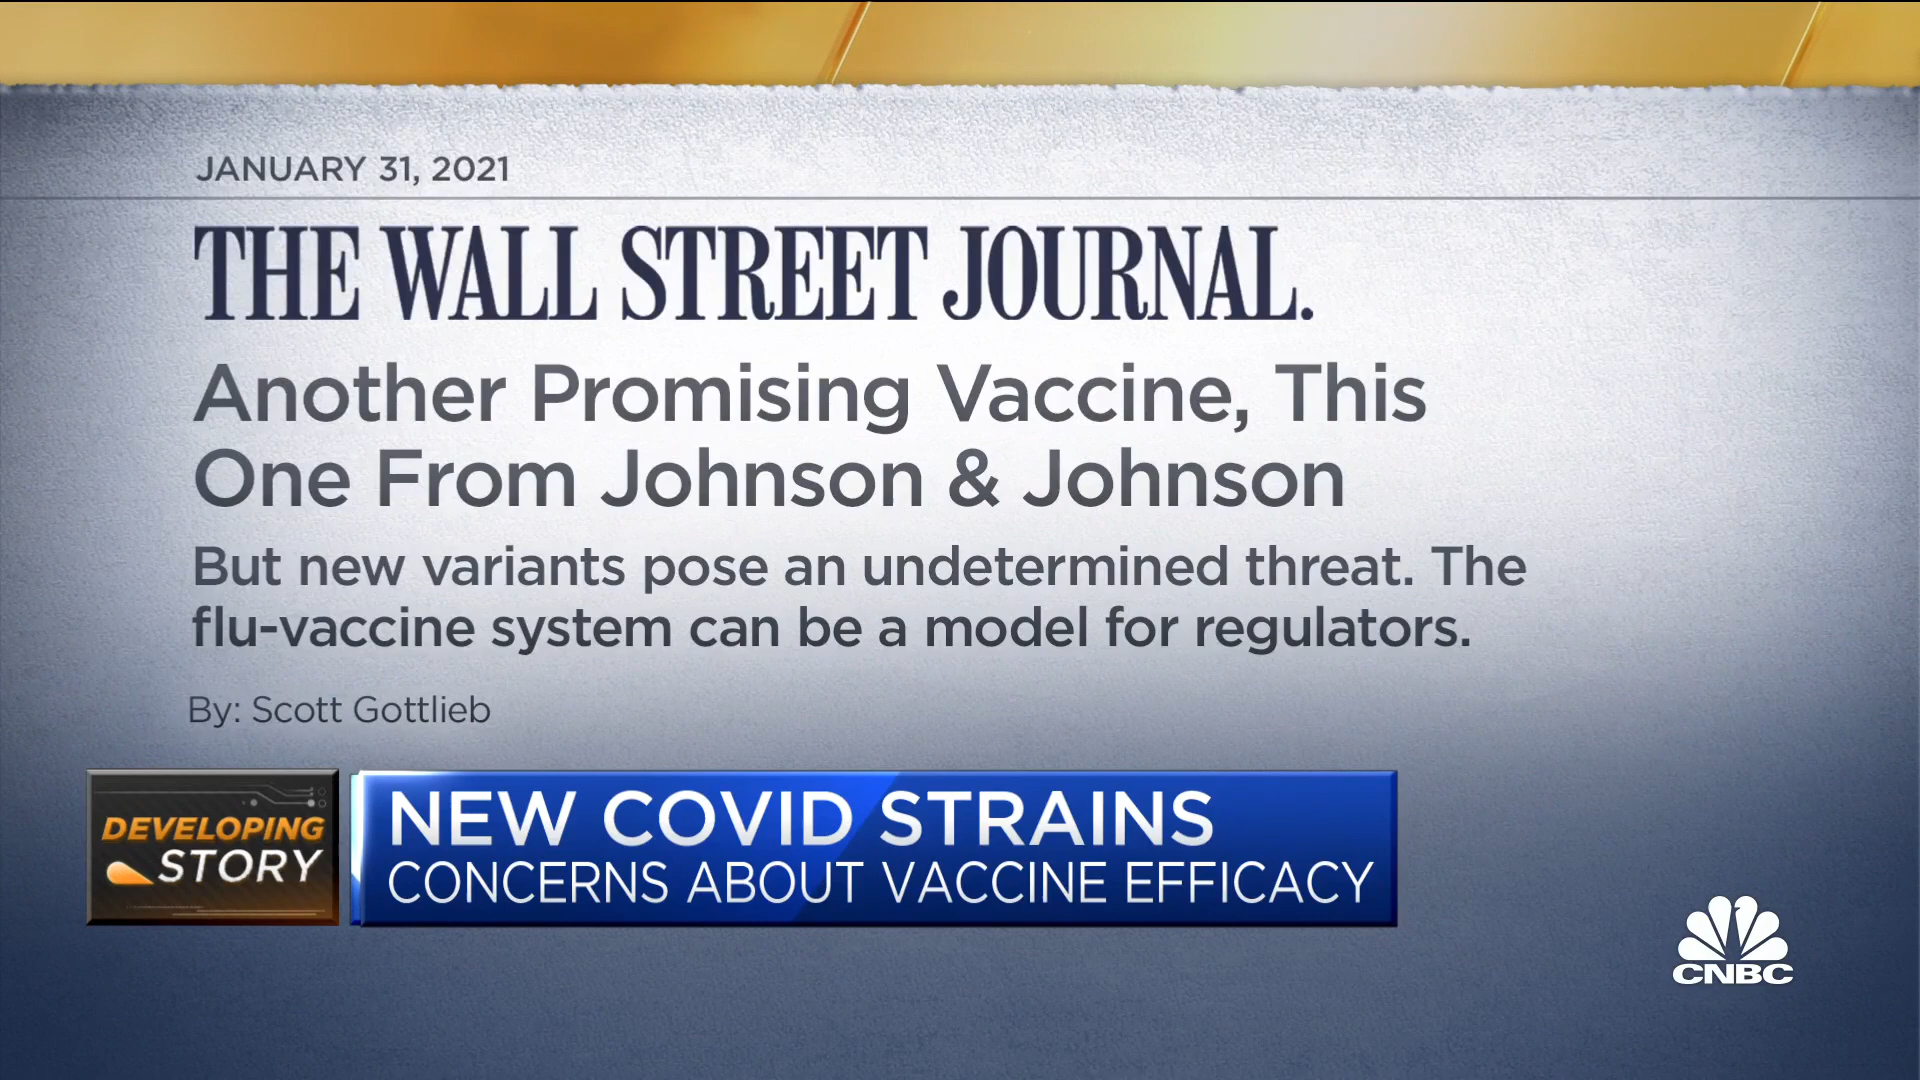 JANUARY 31, 2021
THE WALL STREET JOURNAL.
Another Promising Vaccine, This
One From Johnson & Johnson
But new variants pose an undetermined threat. The
flu-vaccine system can be a model for regulators.
By: Scott Gottlieb
DEVELOPING
STORY
NEW COVID STRAINS
CONCERNS ABOUT VACCINE EFFICACY
CNBC